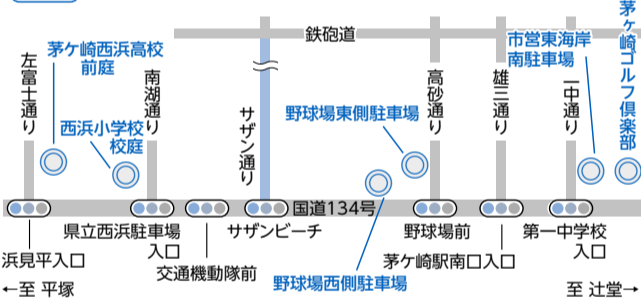 鉄砲道
茅ケ崎西浜高校
前庭
左富士通り
南湖通り
西浜小学校
校庭
サザン通り
野球場東側駐車場
高砂通り
雄三通り
市営東海岸
南駐車場
一中通り
茅ケ崎ゴルフ倶楽部
国道134号
浜見平入口
県立西浜駐車場
入口
交通機動隊前
サザンビーチ
野球場西側駐車場
野球場前
茅ケ崎駅南口入口
第一中学校
入口
←至 平塚
至 辻堂→